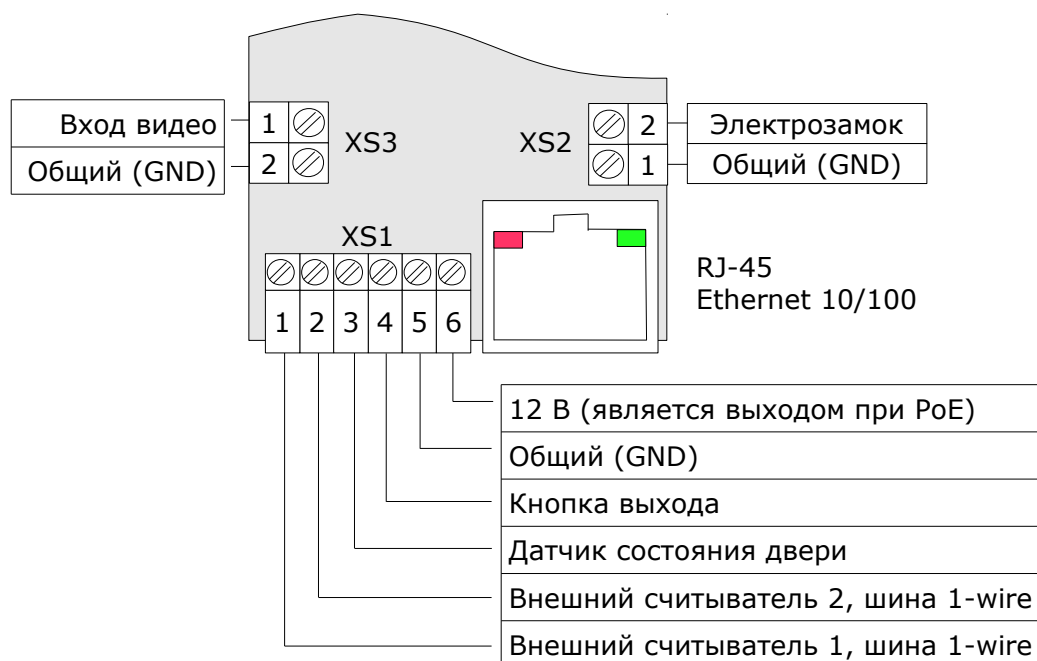 Вход видео
Общий (GND)
1
2
XS3
XS2
2
1
Электрозамок
Общий (GND)
XS1
1 2 3 4 5 6
RJ-45
Ethernet 10/100
12 В (является выходом при PoE)
Общий (GND)
Кнопка выхода
Датчик состояния двери
Внешний считыватель 2, шина 1-wire
Внешний считыватель 1, шина 1-wire